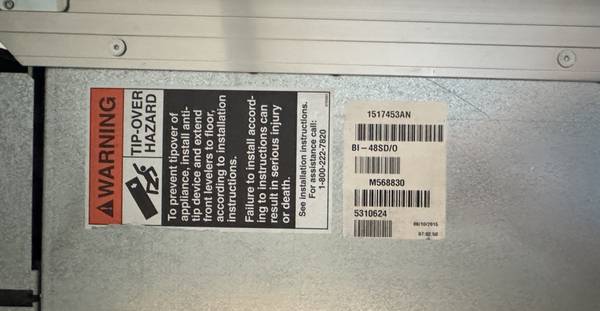 WARNING
TIP-OVER
HAZARD
To prevent tipover of
appliance, install anti-
tip device and extend
front levelers to floor,
according to installation
instructions.
Failure to install accord-
ing to instructions can
result in serious injury
or death.
See installation instructions.
For assistance call:
1-800-222-7820
1517453AN
BI-48SD/O
M568830
5310624